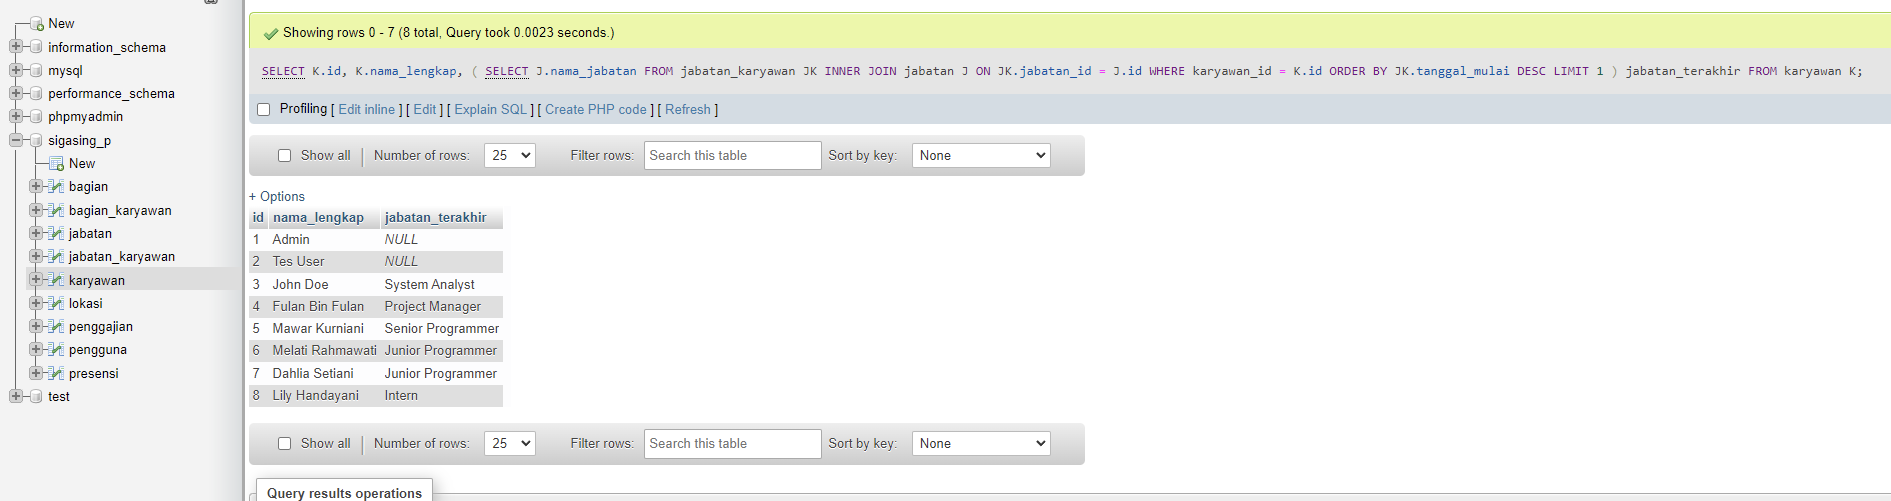 New
information_schema
mysql
performance_schema
phpmyadmin
sigasing_p
New
bagian
bagian_karyawan
jabatan
jabatan_karyawan
karyawan
lokasi
penggajian
pengguna
presensi
test
Showing rows 0 - 7 (8 total, Query took 0.0023 seconds.)
SELECT K.id, K.nama_lengkap, ( SELECT J.nama_jabatan FROM jabatan_karyawan JK INNER JOIN jabatan J ON JK.jabatan_id = J.id WHERE karyawan_id = K.id ORDER BY JK.tanggal_mulai DESC LIMIT 1 ) jabatan_terakhir FROM karyawan K;
Profiling [ Edit inline ] [ Edit ] [ Explain SQL ] [ Create PHP code ] [ Refresh ]
Show all | Number of rows: 25 Filter rows: Search this table Sort by key: None
+ Options
id nama_lengkap jabatan_terakhir
1 Admin NULL
2 Tes User NULL
3 John Doe System Analyst
4 Fulan Bin Fulan Project Manager
5 Mawar Kurniani Senior Programmer
6 Melati Rahmawati Junior Programmer
7 Dahlia Setiani Junior Programmer
8 Lily Handayani Intern
Show all | Number of rows: 25 Filter rows: Search this table Sort by key: None
Query results operations